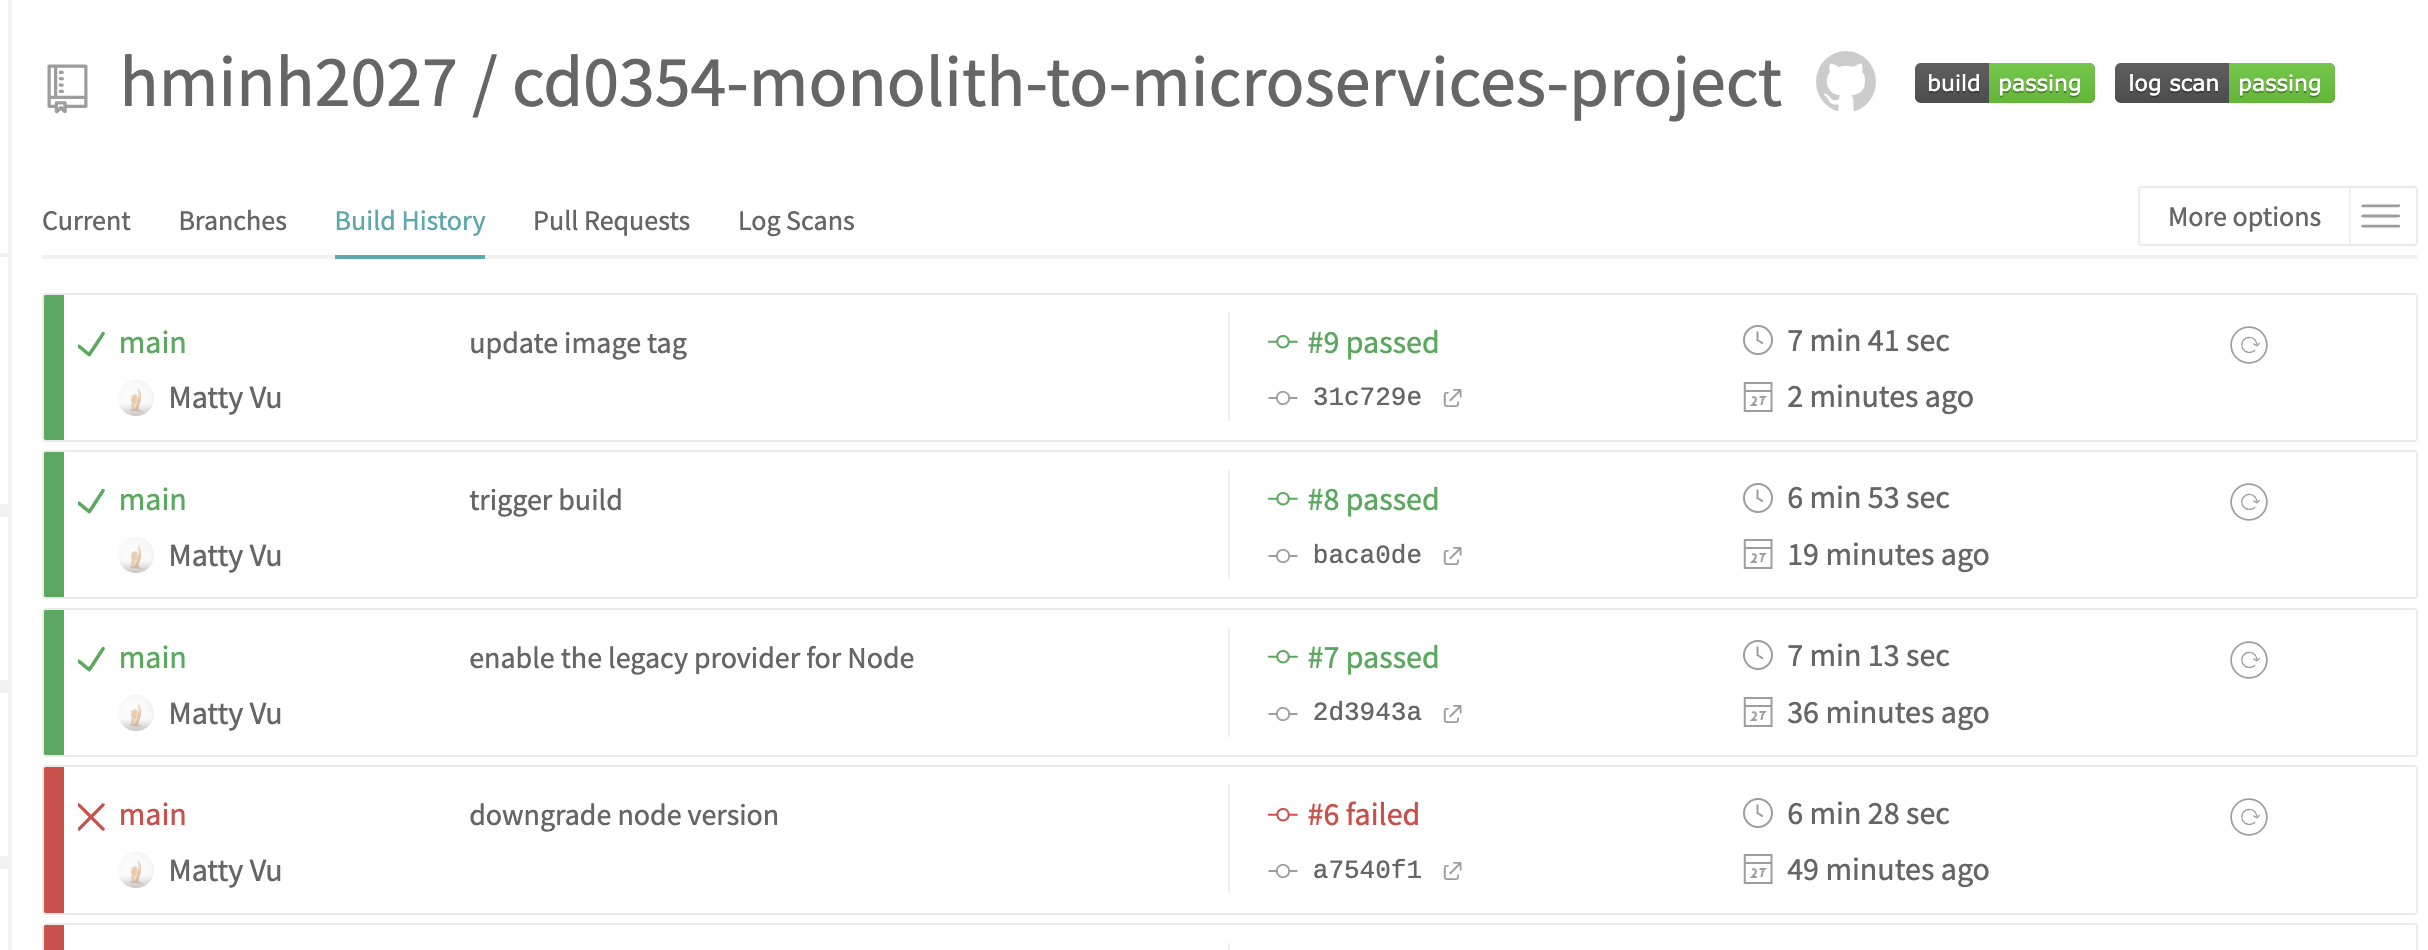 hminh2027 / cd0354-monolith-to-microservices-project build passing log scan passing
Current Branches Build History Pull Requests Log Scans More options
main update image tag #9 passed 7 min 41 sec
Matty Vu 31c729e 27 2 minutes ago
main trigger build #8 passed 6 min 53 sec
Matty Vu baca0de 27 19 minutes ago
main enable the legacy provider for Node #7 passed 7 min 13 sec
Matty Vu 2d3943a 27 36 minutes ago
main downgrade node version #6 failed 6 min 28 sec
Matty Vu a7540f1 27 49 minutes ago